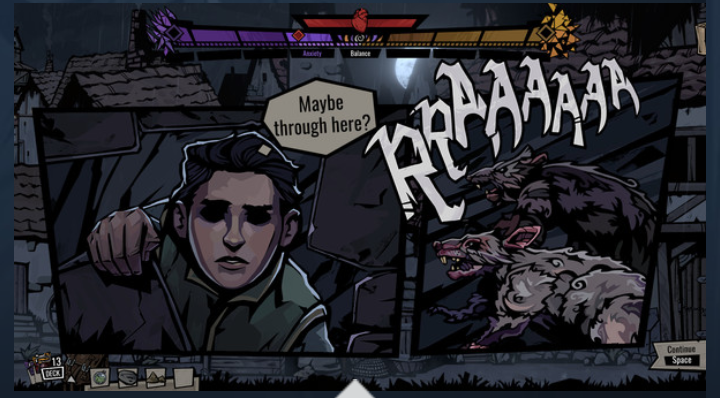 Anxiety
Balance
Maybe
through here?
RRAAAAAA
13
DECK
Continue
Space